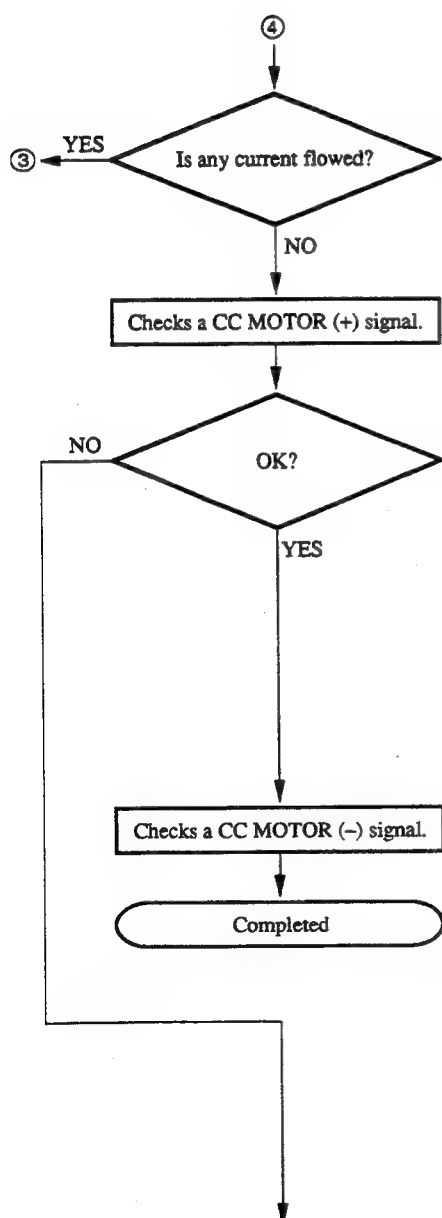 ④
YES
③
Is any current flowed?
NO
Checks a CC MOTOR (+) signal.
NO
OK?
YES
Checks a CC MOTOR (–) signal.
Completed